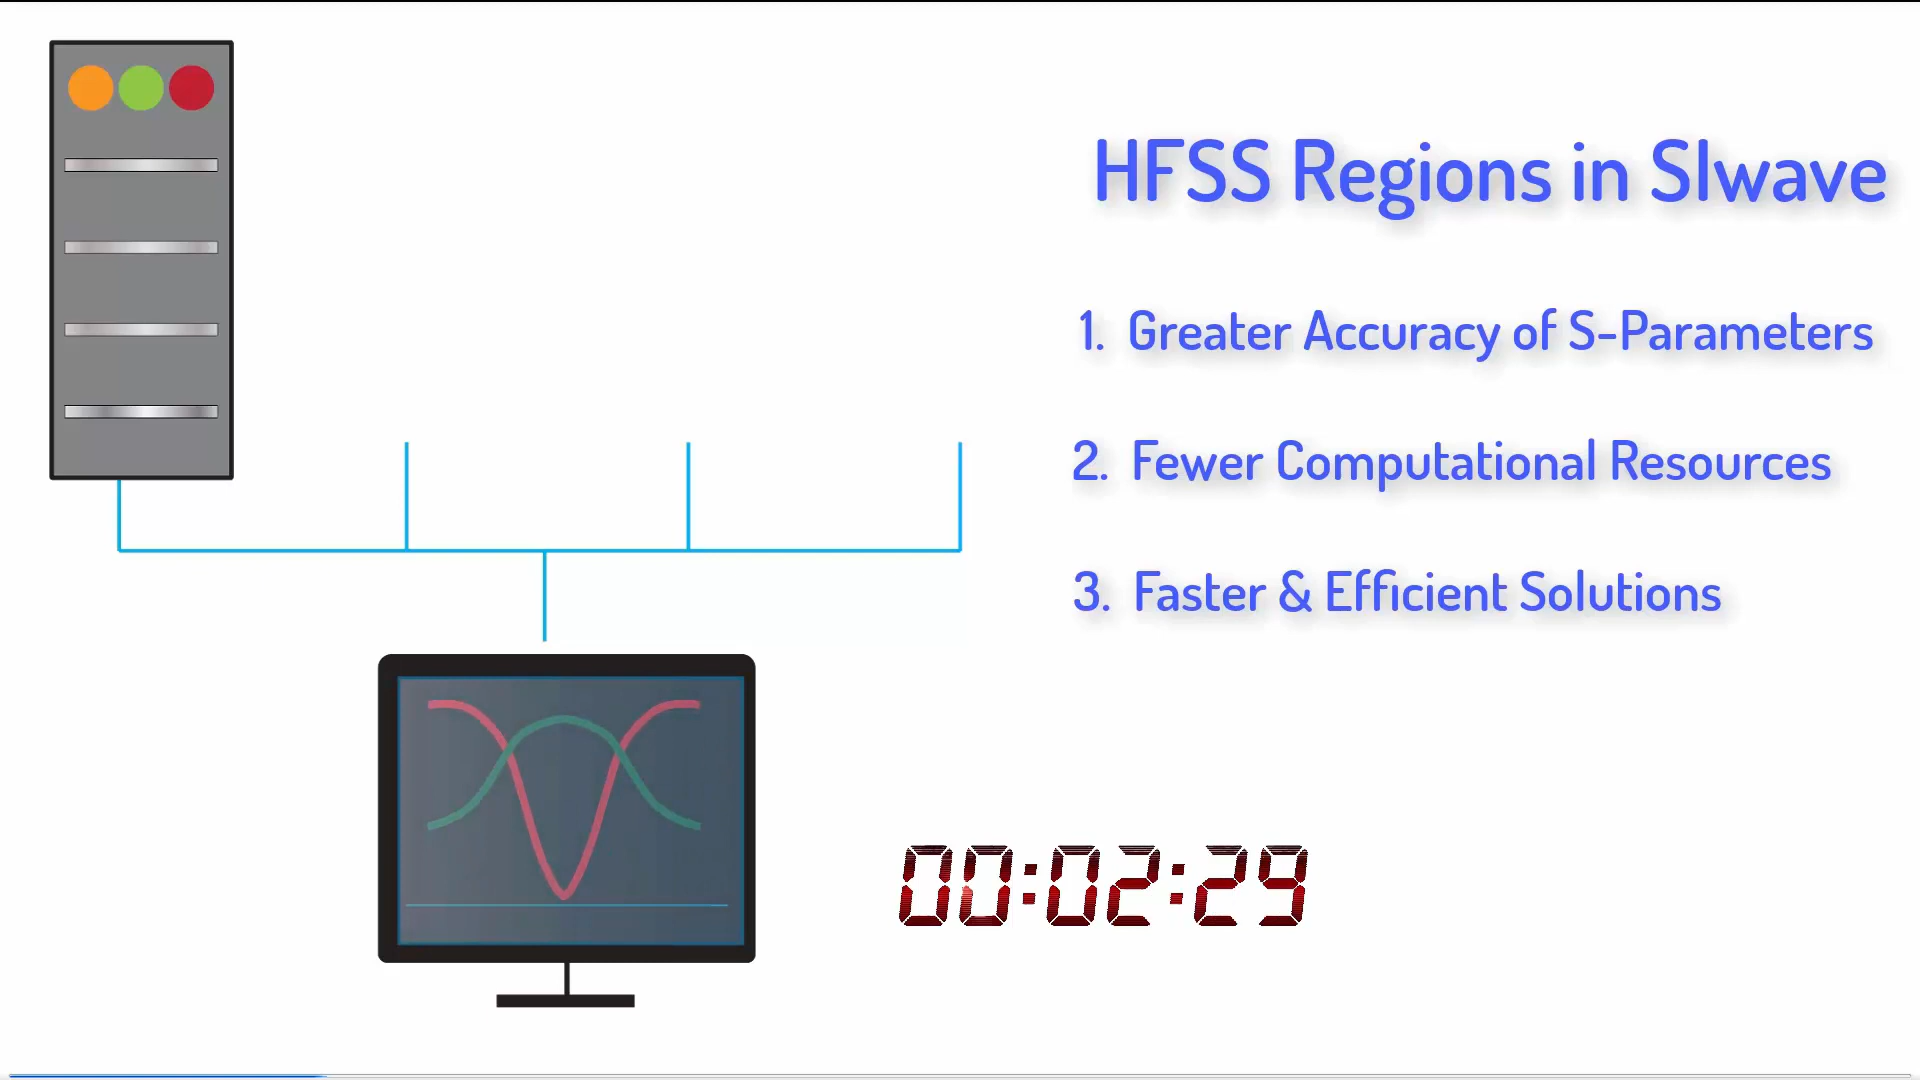 HFSS Regions in SIwave
1. Greater Accuracy of S-Parameters
2. Fewer Computational Resources
3. Faster & Efficient Solutions
00:02:29